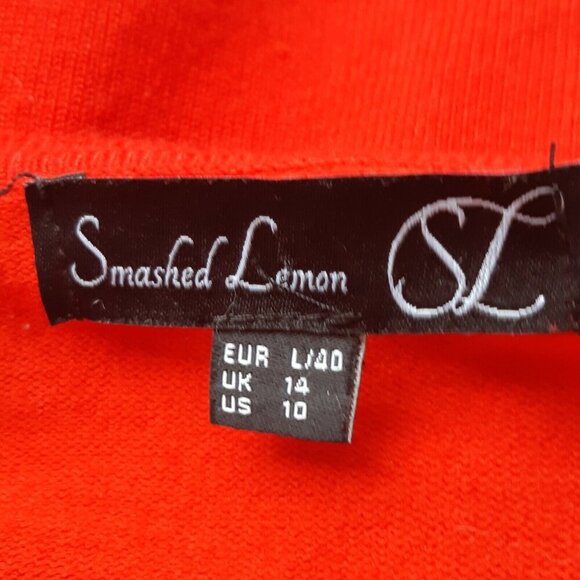 Smashed Lemon SL
EUR L/40
UK 14
US 10